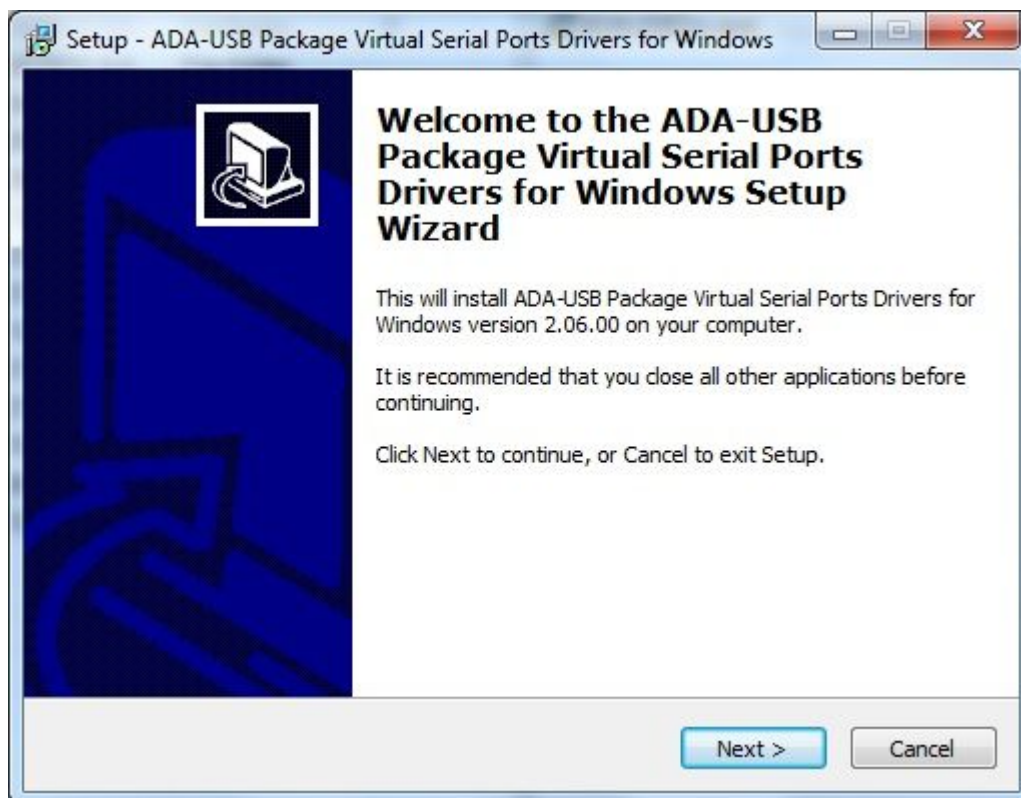 Setup - ADA-USB Package Virtual Serial Ports Drivers for Windows
Welcome to the ADA-USB
Package Virtual Serial Ports
Drivers for Windows Setup
Wizard
This will install ADA-USB Package Virtual Serial Ports Drivers for
Windows version 2.06.00 on your computer.
It is recommended that you close all other applications before
continuing.
Click Next to continue, or Cancel to exit Setup.
Next >
Cancel